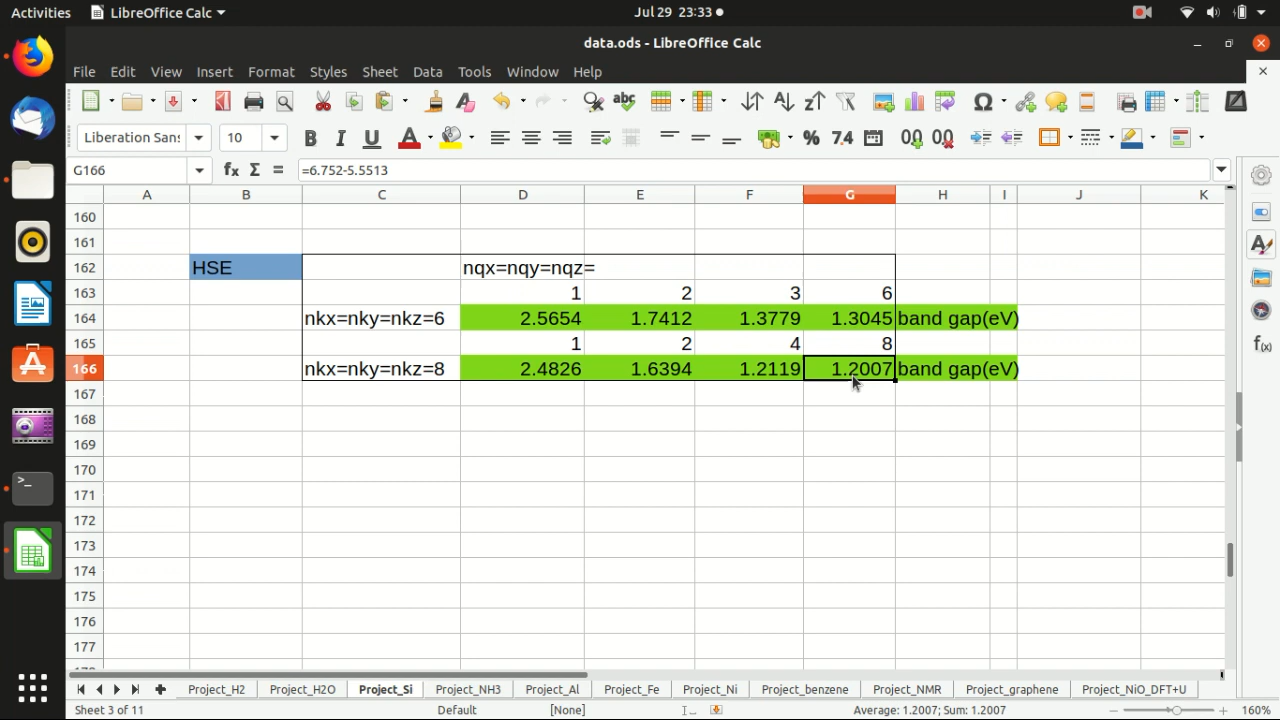 Activities LibreOffice Calc Jul 29 23:33
data.ods - LibreOffice Calc
File Edit View Insert Format Styles Sheet Data Tools Window Help
Liberation Sans 10
G166 =6.752-5.5513
A B C D E F G H I J K
160
161
162 HSE nqx=nqy=nqz=
163 1 2 3 6
164 nkx=nky=nkz=6 2.5654 1.7412 1.3779 1.3045 band gap(eV)
165 1 2 4 8
166 nkx=nky=nkz=8 2.4826 1.6394 1.2119 1.2007 band gap(eV)
167
168
169
170
171
172
173
174
175
176
177
Project_H2 Project_H2O Project_Si Project_NH3 Project_Al Project_Fe Project_Ni Project_benzene Project_NMR Project_graphene Project_NiO_DFT+U
Sheet 3 of 11 Default [None] Average: 1.2007; Sum: 1.2007 160%